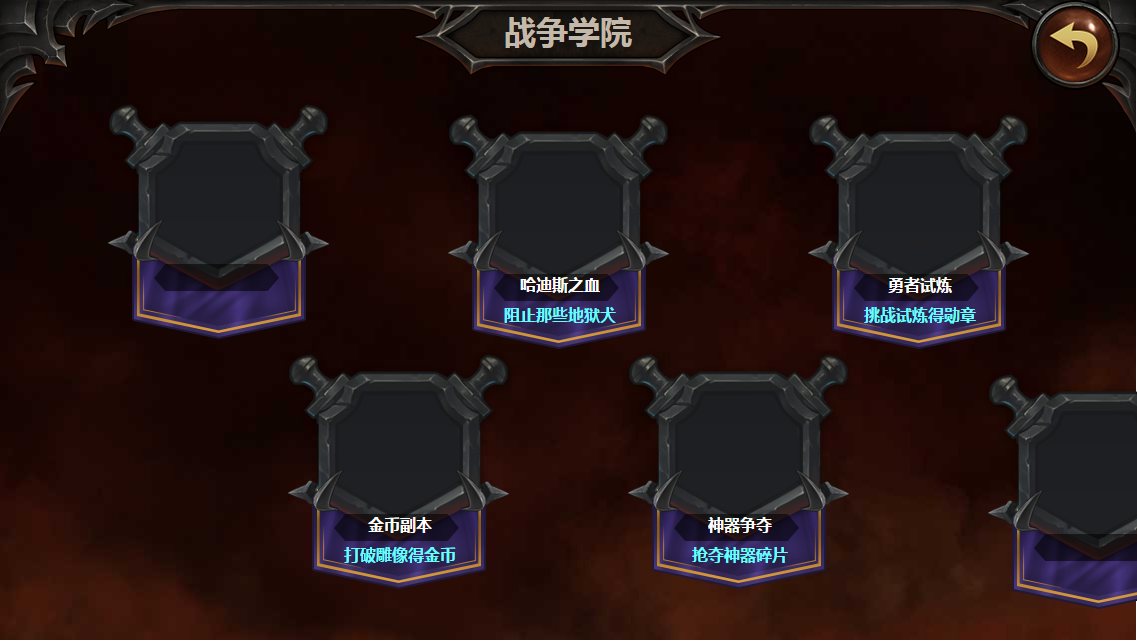 战争学院
哈迪斯之血
阻止那些地狱犬
勇者试炼
挑战试炼得勋章
金币副本
打破雕像得金币
神器争夺
抢夺神器碎片